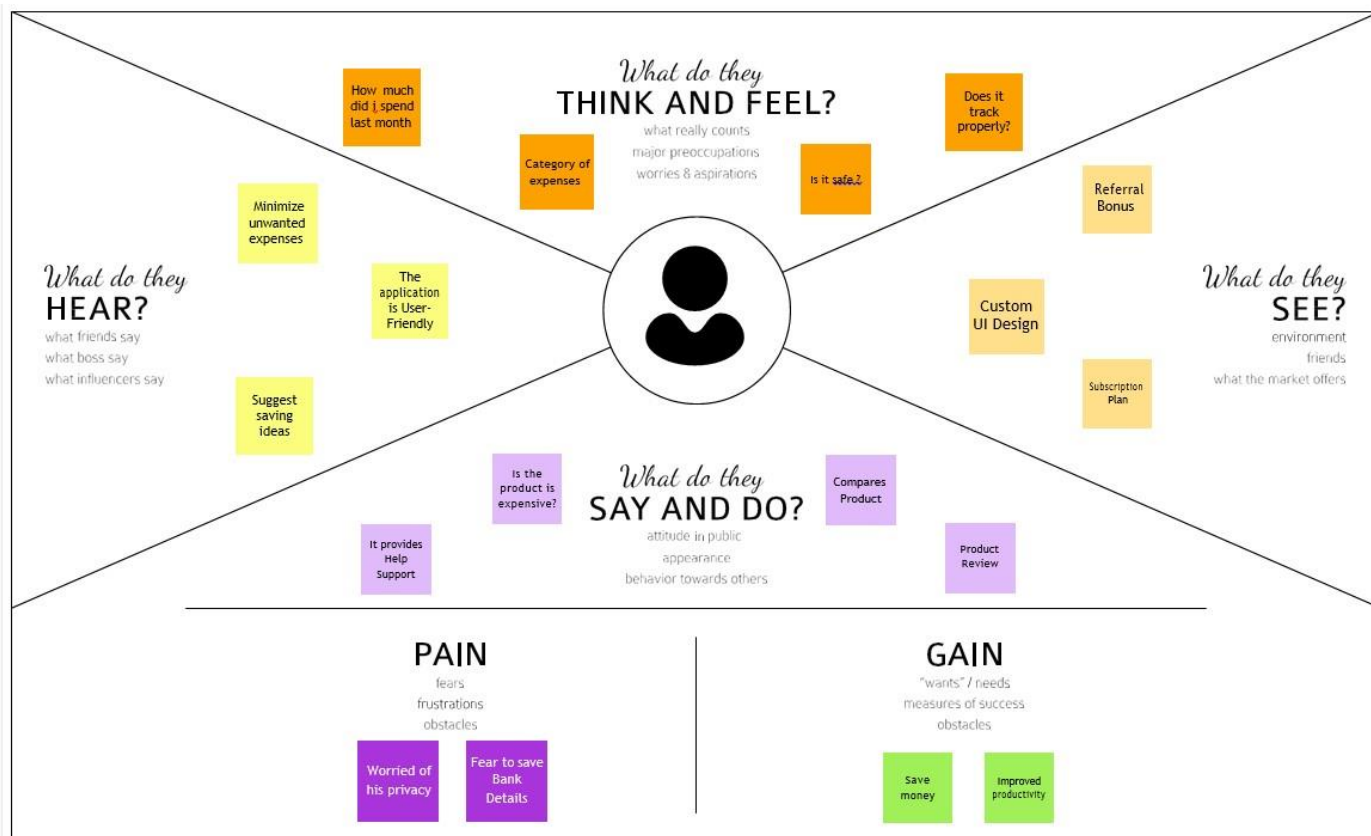 What do they
THINK AND FEEL?
what really counts
major preoccupations
worries & aspirations
How much
did i spend
last month
Category of
expenses
Is it safe.?
Does it
track
properly?
What do they
HEAR?
what friends say
what boss say
what influencers say
Minimize
unwanted
expenses
The
application
is User-
Friendly
Suggest
saving
ideas
What do they
SEE?
environment
friends
what the market offers
Referral
Bonus
Custom
UI Design
Subscription
Plan
What do they
SAY AND DO?
attitude in public
appearance
behavior towards others
Is the
product is
expensive?
It provides
Help
Support
Compares
Product
Product
Review
PAIN
fears
frustrations
obstacles
Worried of
his privacy
Fear to save
Bank
Details
GAIN
"wants" / needs
measures of success
obstacles
Save
money
Improved
productivity